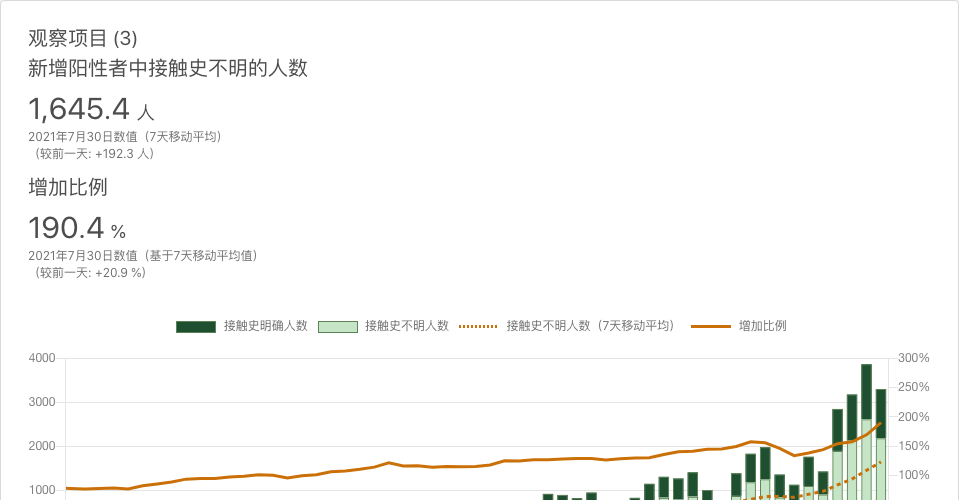 观察项目 (3)
新增阳性者中接触史不明的人数
1,645.4 人
2021年7月30日数值（7天移动平均）
（较前一天: +192.3 人）
增加比例
190.4 %
2021年7月30日数值（基于7天移动平均值）
（较前一天: +20.9 %）
接触史明确人数 接触史不明人数 接触史不明人数（7天移动平均） 增加比例
4000 300%
250%
3000
200%
2000 150%
100%
1000